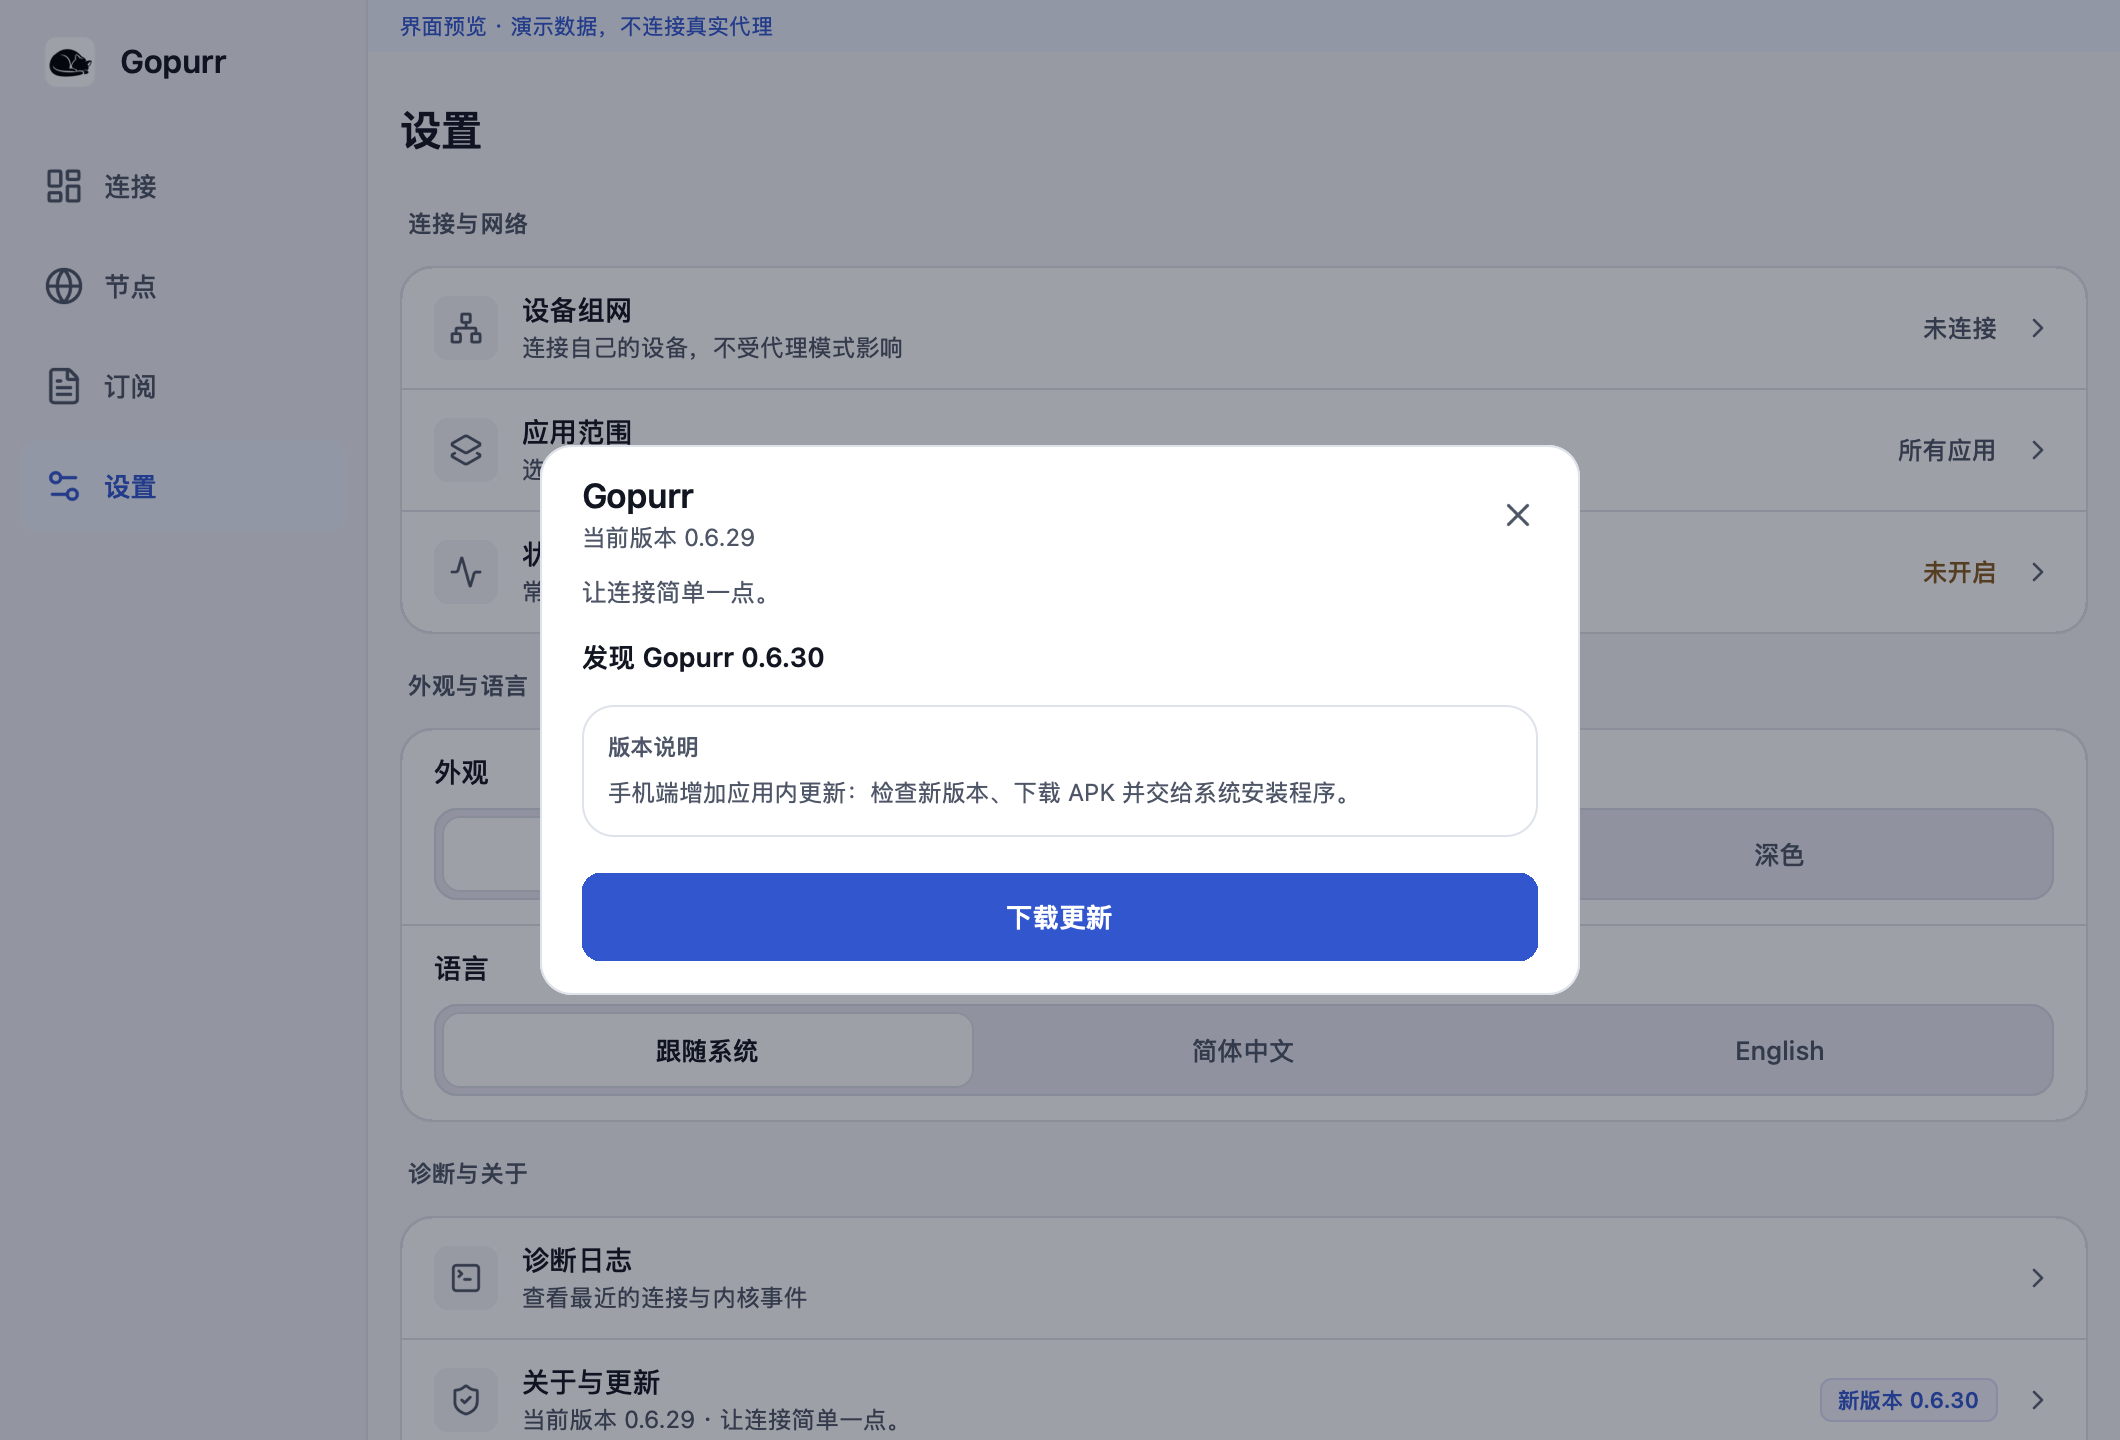 Gopurr
连接
节点
订阅
设置
界面预览 · 演示数据，不连接真实代理
设置
连接与网络
设备组网
连接自己的设备，不受代理模式影响
未连接
应用范围
选
所有应用
状
常
未开启
Gopurr
当前版本 0.6.29
让连接简单一点。
发现 Gopurr 0.6.30
版本说明
手机端增加应用内更新：检查新版本、下载 APK 并交给系统安装程序。
下载更新
外观与语言
外观
深色
语言
跟随系统
简体中文
English
诊断与关于
诊断日志
查看最近的连接与内核事件
关于与更新
当前版本 0.6.29 · 让连接简单一点。
新版本 0.6.30